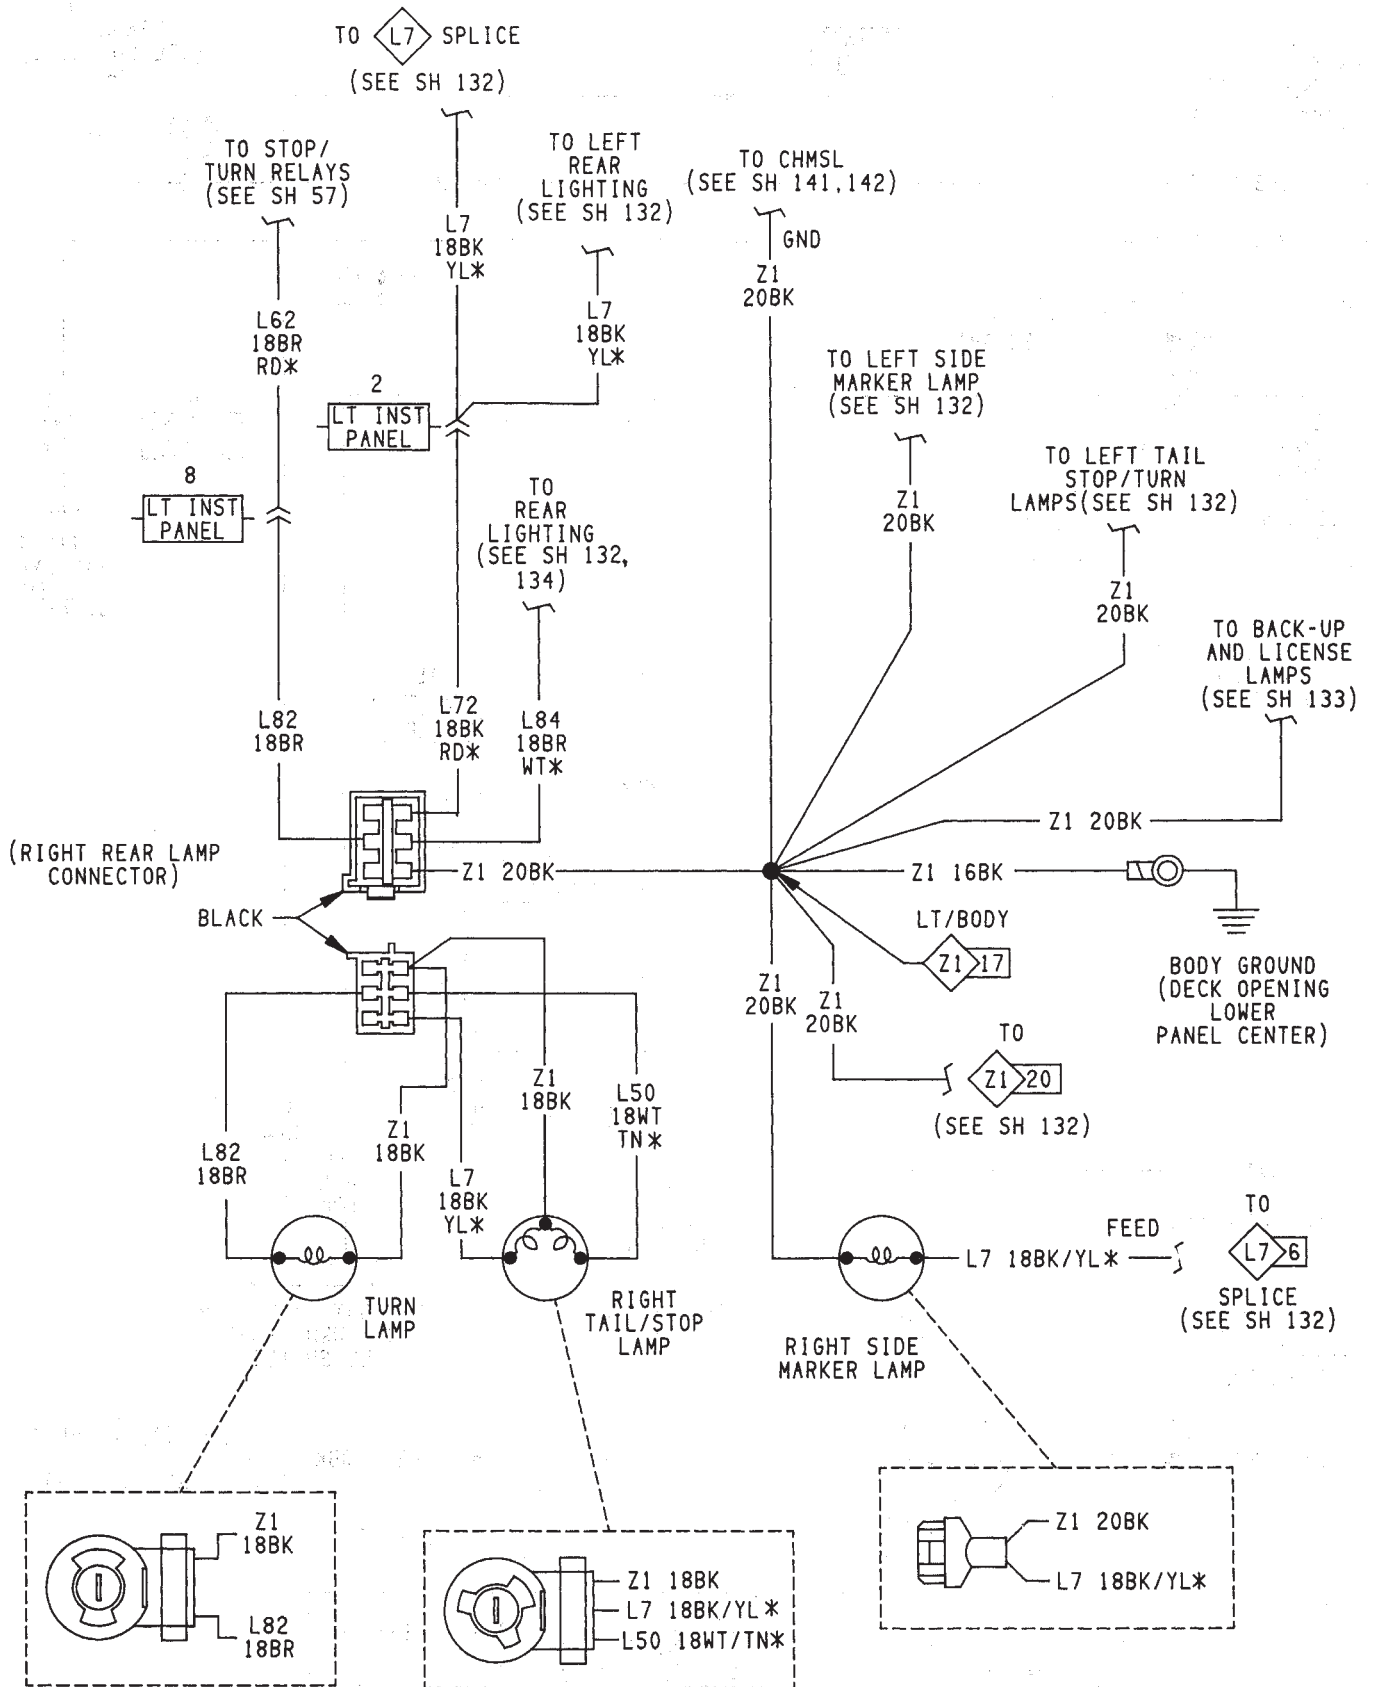 TO L7 SPLICE
(SEE SH 132)
TO STOP/
TURN RELAYS
(SEE SH 57)
L7
18BK
YL*
TO LEFT
REAR
LIGHTING
(SEE SH 132)
TO CHMSL
(SEE SH 141,142)
GND
Z1
20BK
L62
18BR
RD*
L7
18BK
YL*
2
LT INST
PANEL
8
LT INST
PANEL
TO LEFT SIDE
MARKER LAMP
(SEE SH 132)
Z1
20BK
TO LEFT TAIL
STOP/TURN
LAMPS(SEE SH 132)
Z1
20BK
TO
REAR
LIGHTING
(SEE SH 132,
134)
TO BACK-UP
AND LICENSE
LAMPS
(SEE SH 133)
L82
18BR
L72
18BK
RD*
L84
18BR
WT*
Z1 20BK
(RIGHT REAR LAMP
CONNECTOR)
Z1 20BK
Z1 16BK
BLACK
LT/BODY
Z1 17
BODY GROUND
(DECK OPENING
LOWER
PANEL CENTER)
Z1
20BK
Z1
20BK
TO
Z1 20
(SEE SH 132)
Z1
18BK
L50
18WT
TN*
L82
18BR
Z1
18BK
L7
18BK
YL*
TURN
LAMP
RIGHT
TAIL/STOP
LAMP
FEED
L7 18BK/YL*
TO
L7 6
SPLICE
(SEE SH 132)
RIGHT SIDE
MARKER LAMP
Z1
18BK
L82
18BR
Z1 18BK
L7 18BK/YL*
L50 18WT/TN*
Z1 20BK
L7 18BK/YL*